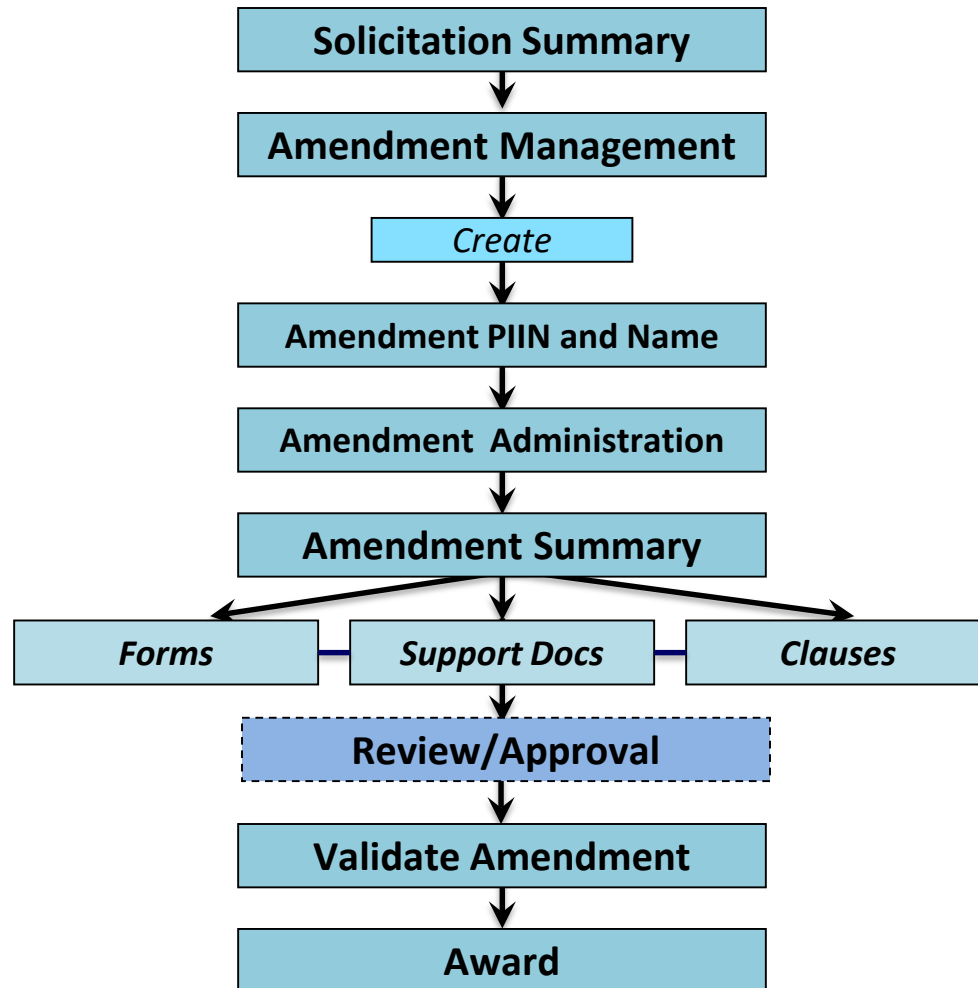 Solicitation Summary
Amendment Management
Create
Amendment PIIN and Name
Amendment Administration
Amendment Summary
Forms
Support Docs
Clauses
Review/Approval
Validate Amendment
Award